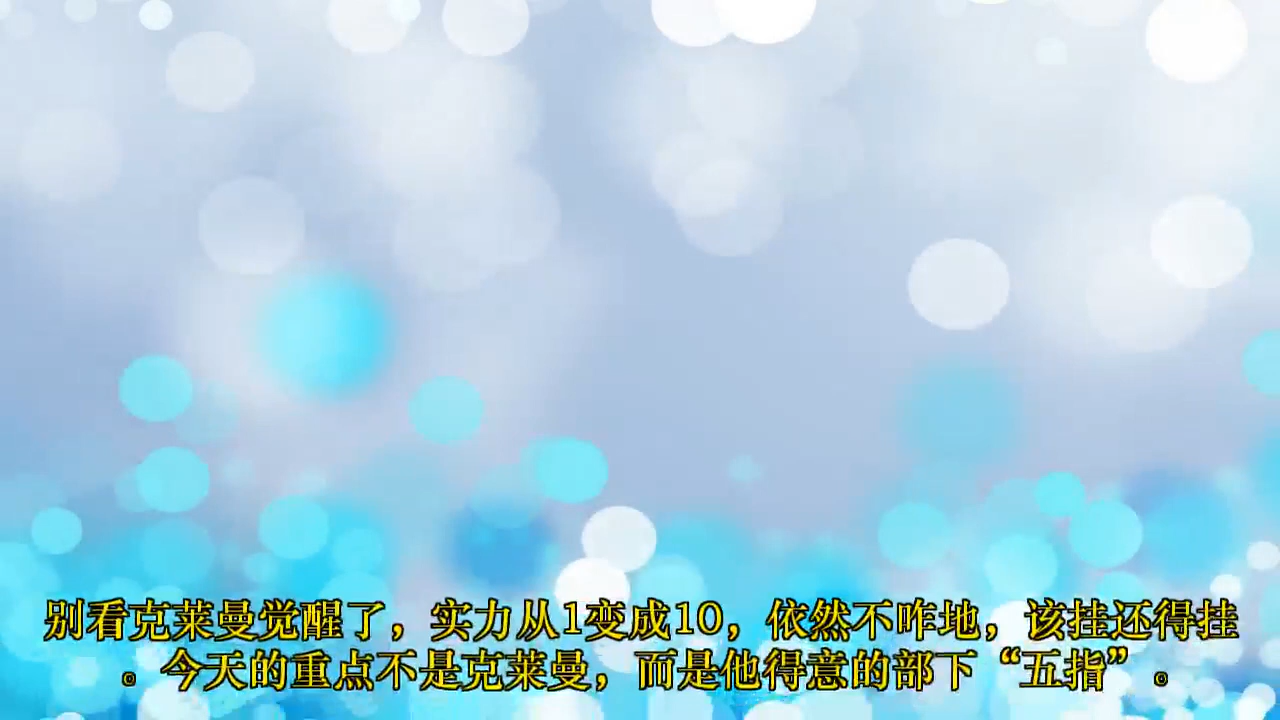 别看克莱曼觉醒了，实力从1变成10，依然不咋地，该挂还得挂
。今天的重点不是克莱曼，而是他得意的部下“五指”。